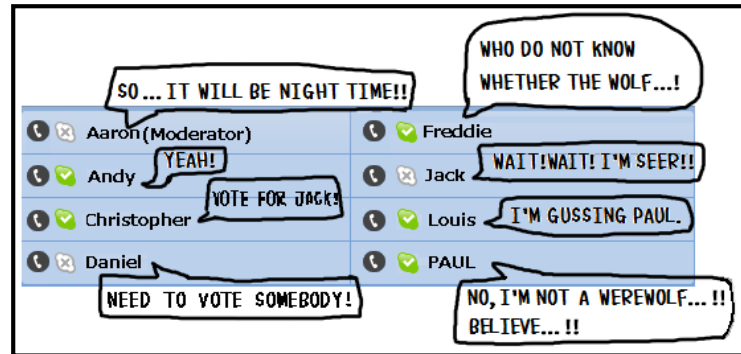 SO... IT WILL BE NIGHT TIME!!
WHO DO NOT KNOW
WHETHER THE WOLF...!
Aaron(Moderator)
Freddie
Andy
YEAH!
Jack
WAIT!WAIT! I'M SEER!!
Christopher
VOTE FOR JACK!
Louis
I'M GUSSING PAUL.
Daniel
PAUL
NEED TO VOTE SOMEBODY!
NO, I'M NOT A WEREWOLF... !!
BELIEVE... !!